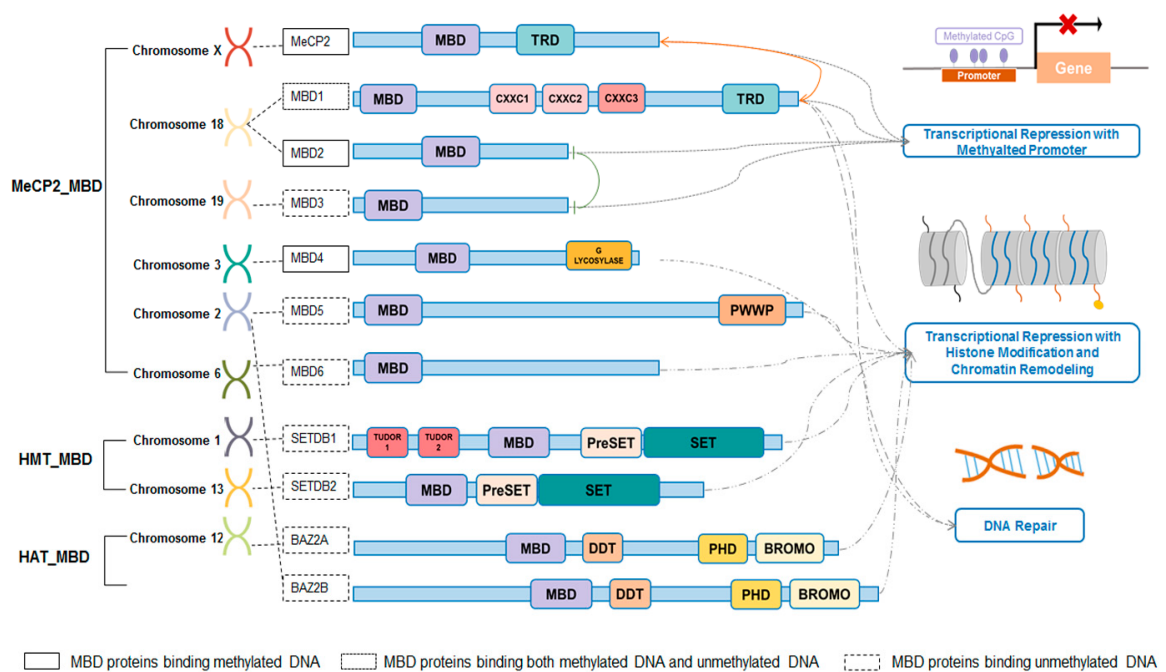 Chromosome X
MeCP2
MBD
TRD
Methylated CpG
Promoter
Gene
Chromosome 18
MBD1
MBD
CXXC1
CXXC2
CXXC3
TRD
MBD2
MBD
Transcriptional Repression with
Methyalted Promoter
MeCP2_MBD
Chromosome 19
MBD3
MBD
Chromosome 3
MBD4
MBD
G
LYCOSYLASE
Chromosome 2
MBD5
MBD
PWWP
Transcriptional Repression with
Histone Modification and
Chromatin Remodeling
Chromosome 6
MBD6
MBD
HMT_MBD
Chromosome 1
SETDB1
TUDOR
1
TUDOR
2
MBD
PreSET
SET
Chromosome 13
SETDB2
MBD
PreSET
SET
DNA Repair
HAT_MBD
Chromosome 12
BAZ2A
MBD
DDT
PHD
BROMO
BAZ2B
MBD
DDT
PHD
BROMO
MBD proteins binding methylated DNA
MBD proteins binding both methylated DNA and unmethylated DNA
MBD proteins binding unmethylated DNA